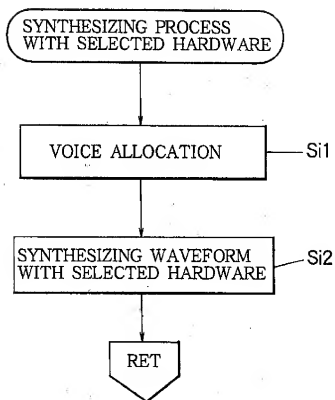 SYNTHESIZING PROCESS
WITH SELECTED HARDWARE
VOICE ALLOCATION
Si1
SYNTHESIZING WAVEFORM
WITH SELECTED HARDWARE
Si2
RET